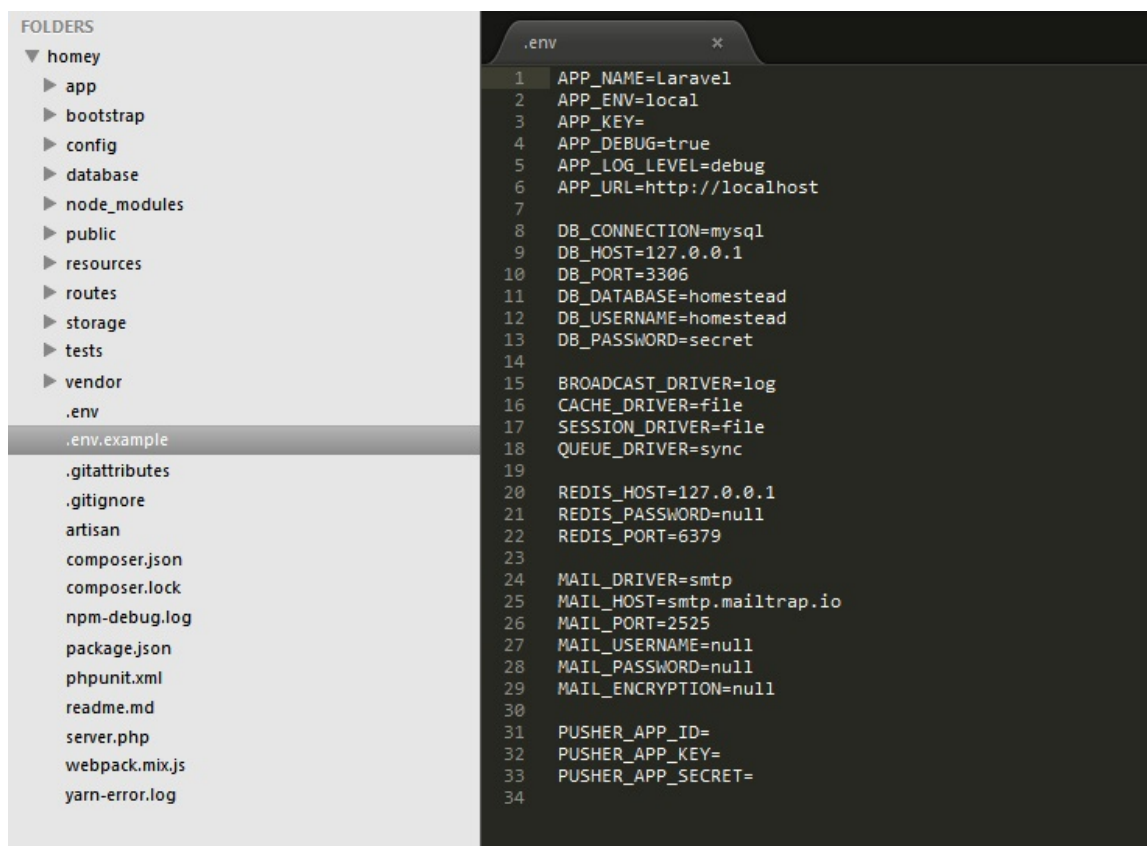 FOLDERS
homey
app
bootstrap
config
database
node_modules
public
resources
routes
storage
tests
vendor
.env
.env.example
.gitattributes
.gitignore
artisan
composer.json
composer.lock
npm-debug.log
package.json
phpunit.xml
readme.md
server.php
webpack.mix.js
yarn-error.log
.env ×
1 APP_NAME=Laravel
2 APP_ENV=local
3 APP_KEY=
4 APP_DEBUG=true
5 APP_LOG_LEVEL=debug
6 APP_URL=http://localhost
7
8 DB_CONNECTION=mysql
9 DB_HOST=127.0.0.1
10 DB_PORT=3306
11 DB_DATABASE=homestead
12 DB_USERNAME=homestead
13 DB_PASSWORD=secret
14
15 BROADCAST_DRIVER=log
16 CACHE_DRIVER=file
17 SESSION_DRIVER=file
18 QUEUE_DRIVER=sync
19
20 REDIS_HOST=127.0.0.1
21 REDIS_PASSWORD=null
22 REDIS_PORT=6379
23
24 MAIL_DRIVER=smtp
25 MAIL_HOST=smtp.mailtrap.io
26 MAIL_PORT=2525
27 MAIL_USERNAME=null
28 MAIL_PASSWORD=null
29 MAIL_ENCRYPTION=null
30
31 PUSHER_APP_ID=
32 PUSHER_APP_KEY=
33 PUSHER_APP_SECRET=
34